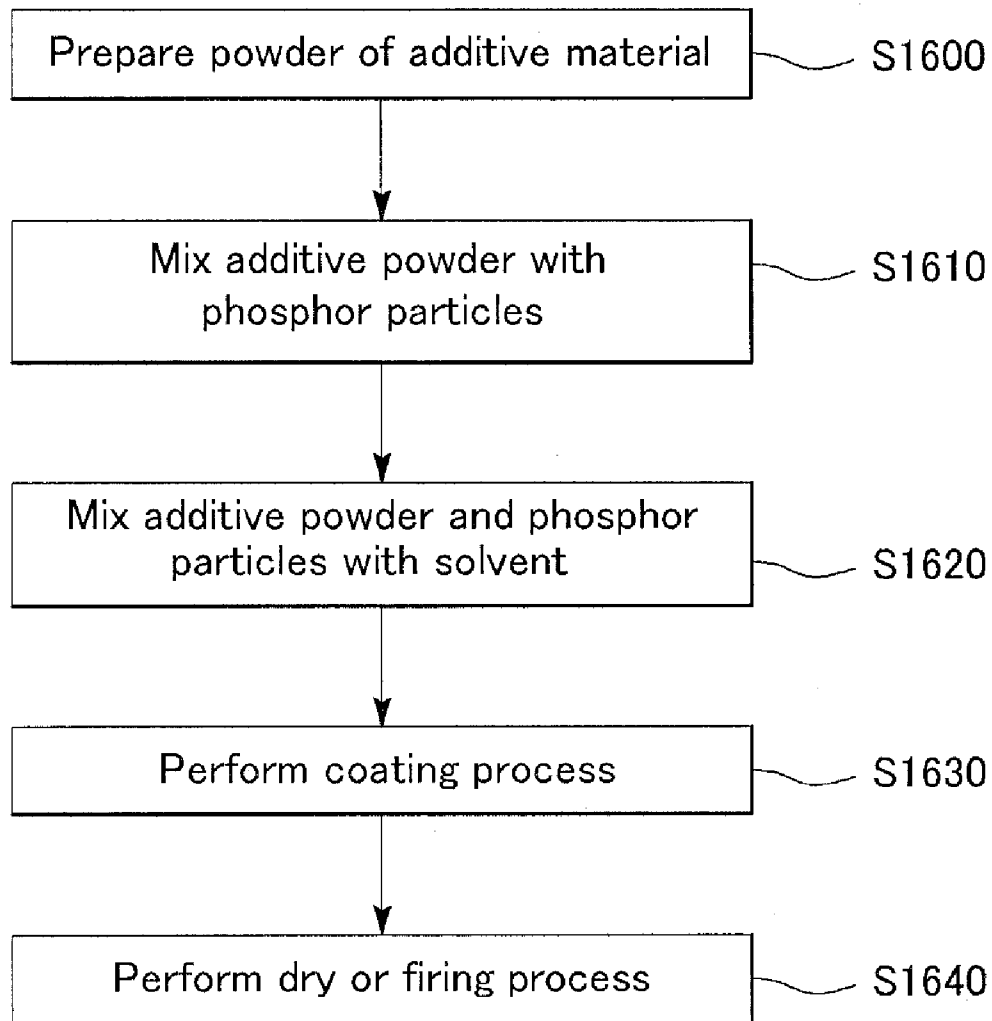 Prepare powder of additive material
S1600
Mix additive powder with
phosphor particles
S1610
Mix additive powder and phosphor
particles with solvent
S1620
Perform coating process
S1630
Perform dry or firing process
S1640